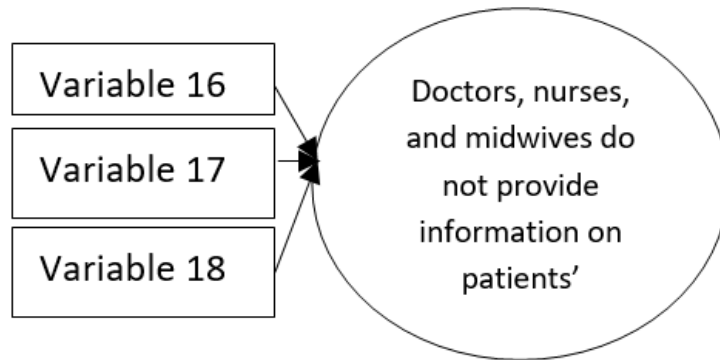 Variable 16
Variable 17
Variable 18
Doctors, nurses,
and midwives do
not provide
information on
patients’